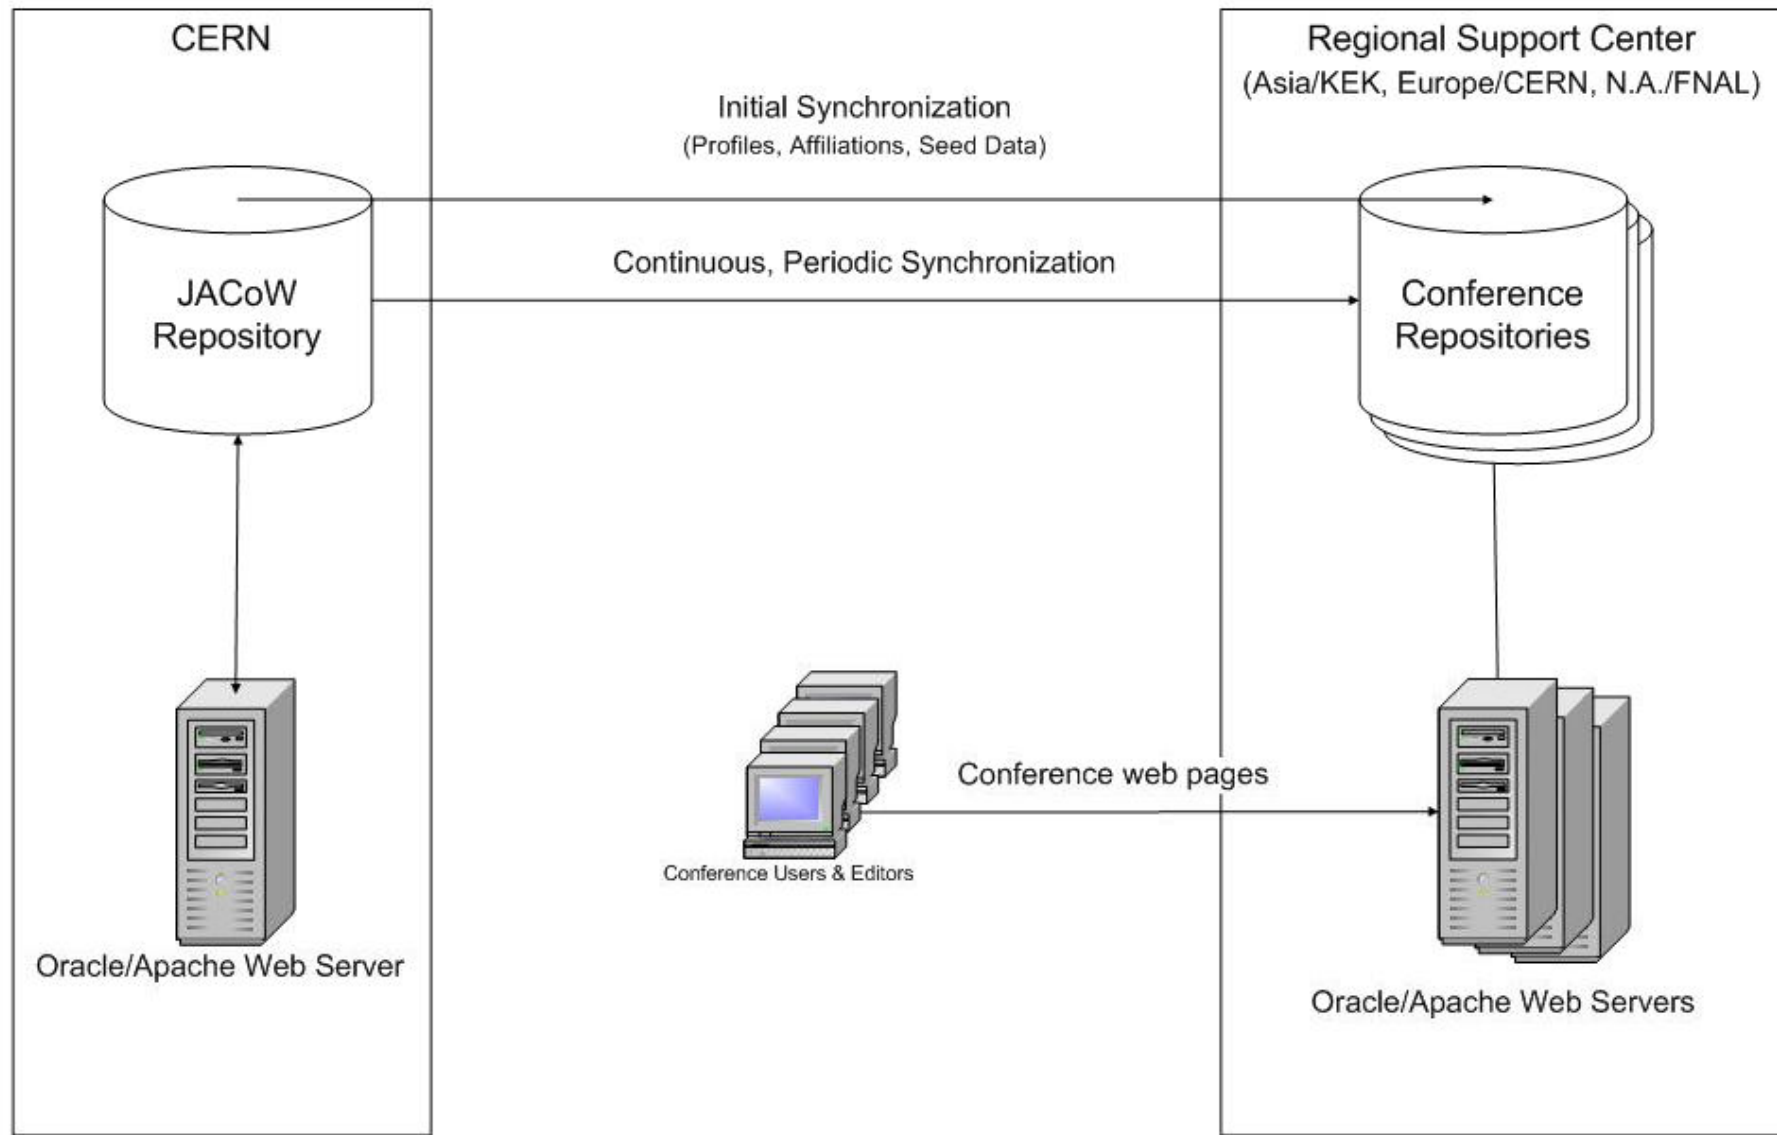 CERN
Regional Support Center
(Asia/KEK, Europe/CERN, N.A./FNAL)
Initial Synchronization
(Profiles, Affiliations, Seed Data)
Continuous, Periodic Synchronization
JACoW
Repository
Conference
Repositories
Conference web pages
Conference Users & Editors
Oracle/Apache Web Server
Oracle/Apache Web Servers